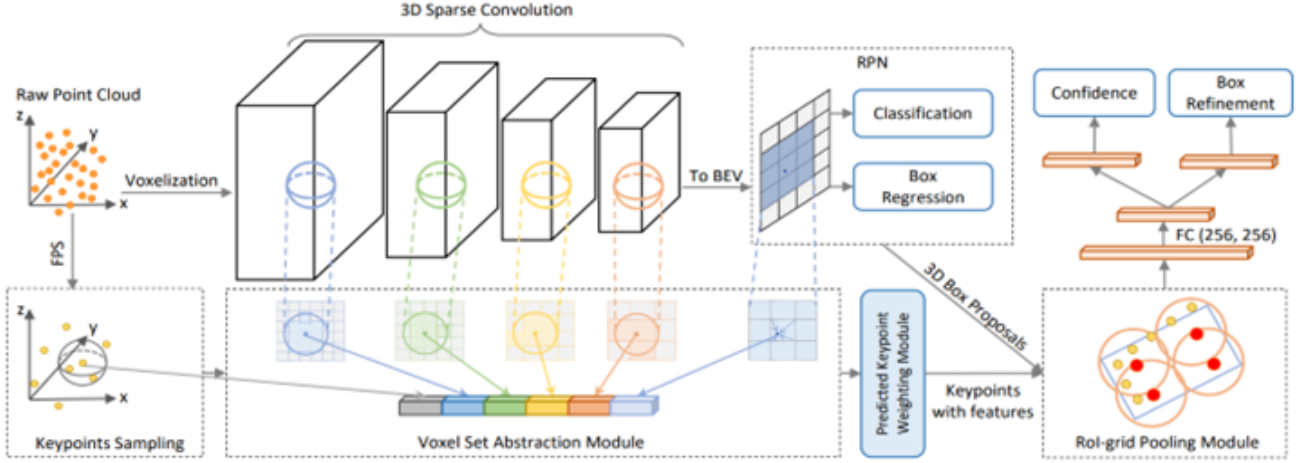 3D Sparse Convolution
RPN
Raw Point Cloud
z
y
x
Voxelization
To BEV
Classification
Box
Regression
Confidence
Box
Refinement
FC (256, 256)
FPS
3D Box Proposals
z
y
x
Keypoints Sampling
Voxel Set Abstraction Module
Predicted Keypoint
Weighting Module
Keypoints
with features
RoI-grid Pooling Module